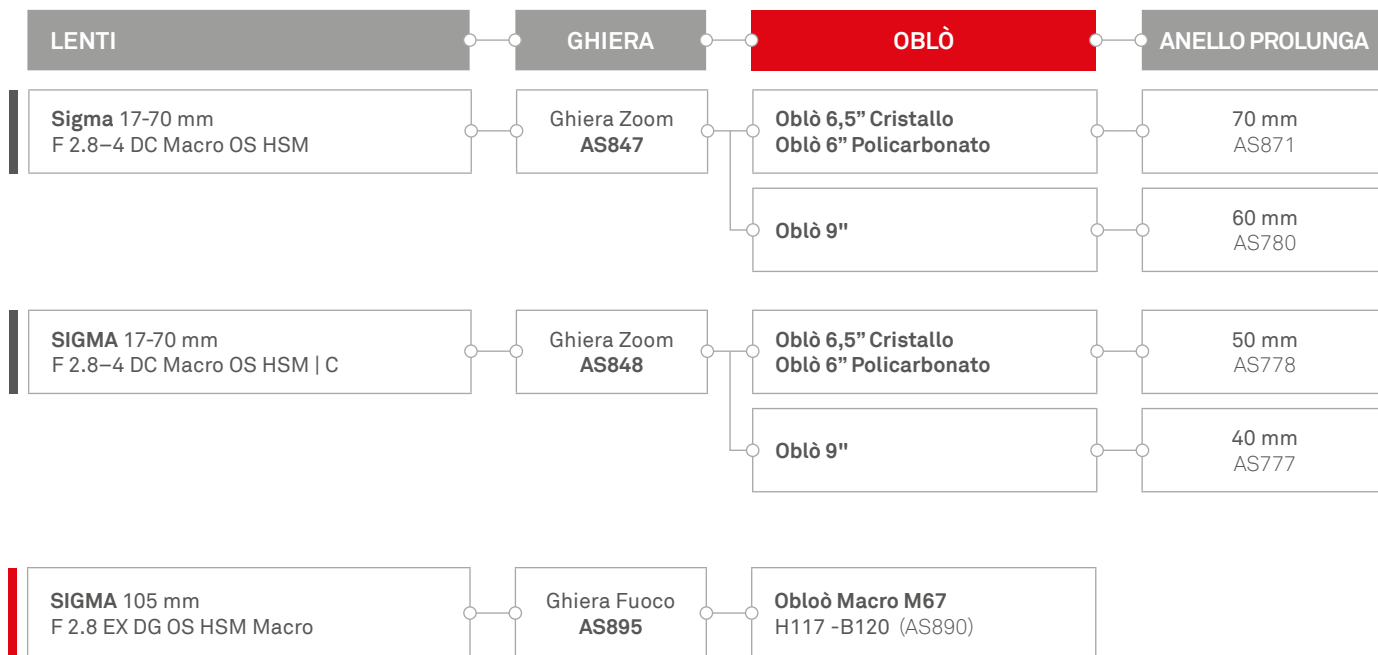 LENTI
GHIERA
OBLÒ
ANELLO PROLUNGA
Sigma 17-70 mm
F 2.8–4 DC Macro OS HSM
Ghiera Zoom
AS847
Oblò 6,5” Cristallo
Oblò 6” Policarbonato
70 mm
AS871
Oblò 9"
60 mm
AS780
SIGMA 17-70 mm
F 2.8–4 DC Macro OS HSM | C
Ghiera Zoom
AS848
Oblò 6,5” Cristallo
Oblò 6” Policarbonato
50 mm
AS778
Oblò 9"
40 mm
AS777
SIGMA 105 mm
F 2.8 EX DG OS HSM Macro
Ghiera Fuoco
AS895
Obloò Macro M67
H117 -B120 (AS890)